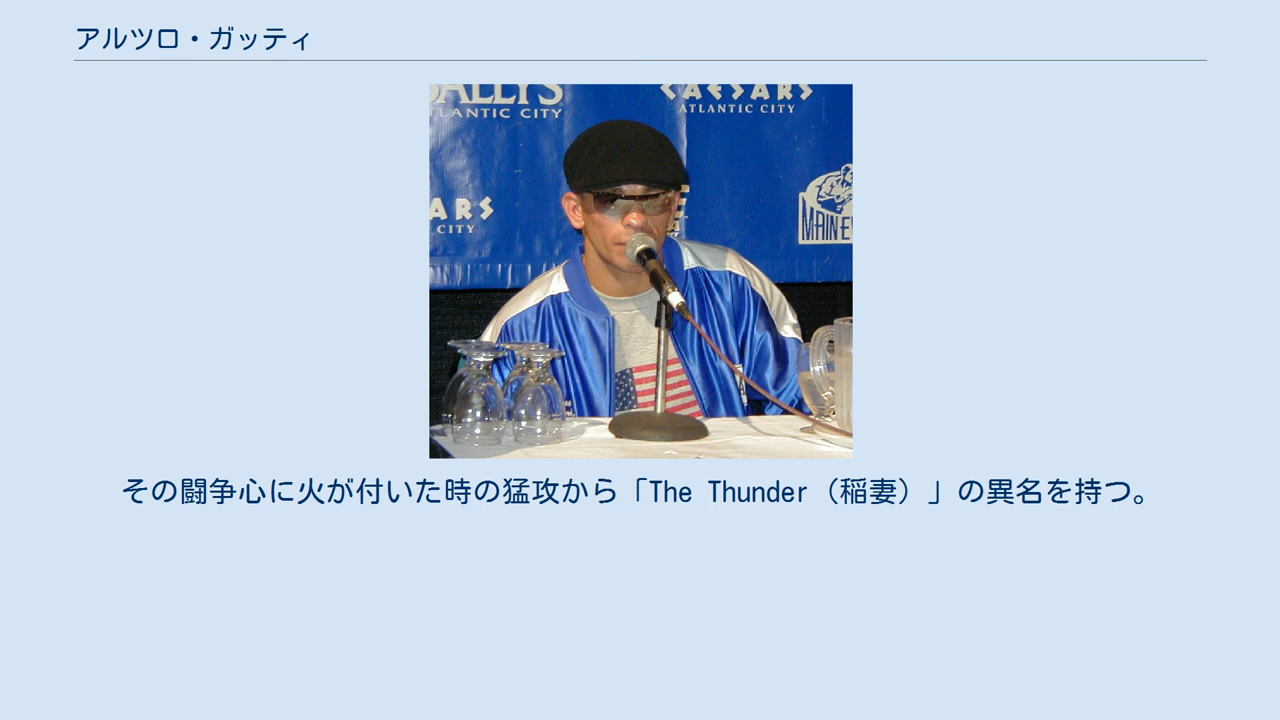 アルツロ・ガッティ
BALLY'S
ATLANTIC CITY
CAESARS
ATLANTIC CITY
ARS
CITY
MAIN EV
その闘争心に火が付いた時の猛攻から「The Thunder（稲妻）」の異名を持つ。